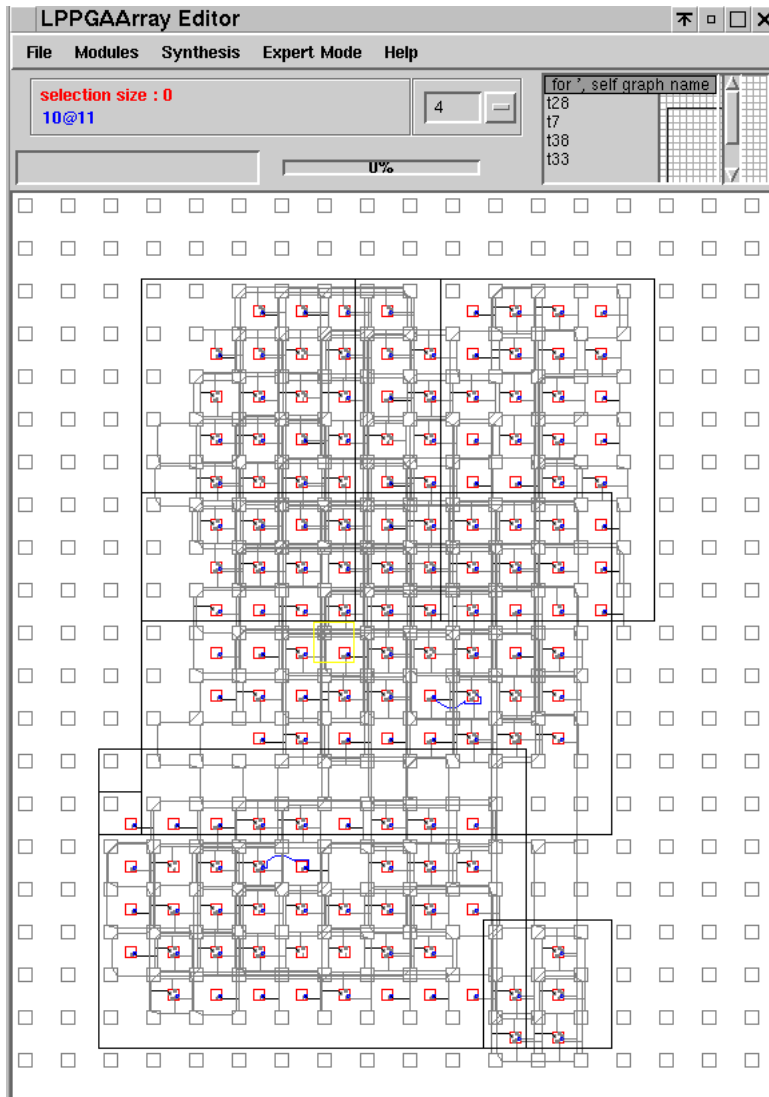 LPPGAArray Editor
File Modules Synthesis Expert Mode Help
selection size : 0
10@11
4
0%
for ', self graph name
t28
t7
t38
t33